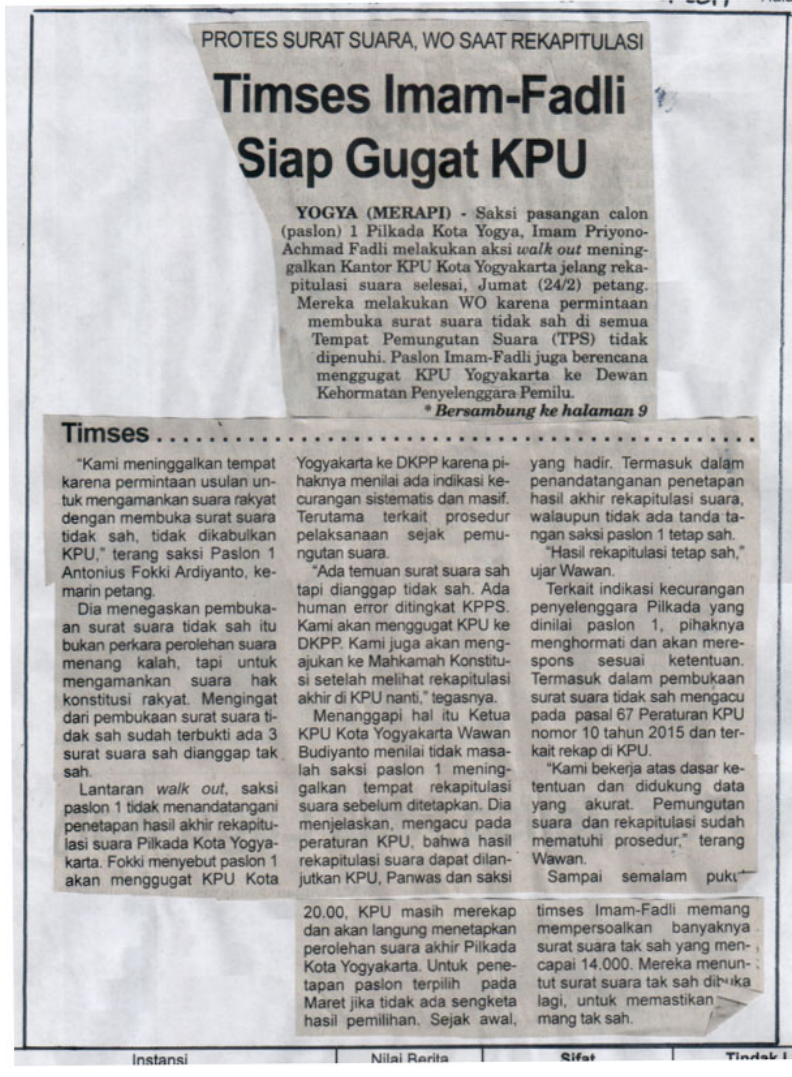 PROTES SURAT SUARA, WO SAAT REKAPITULASI
Timses Imam-Fadli
Siap Gugat KPU
YOGYA (MERAPI) - Saksi pasangan calon
(paslon) 1 Pilkada Kota Yogya, Imam Priyono-
Achmad Fadli melakukan aksi walk out mening-
galkan Kantor KPU Kota Yogyakarta jelang reka-
pitulasi suara selesai, Jumat (24/2) petang.
Mereka melakukan WO karena permintaan
membuka surat suara tidak sah di semua
Tempat Pemungutan Suara (TPS) tidak
dipenuhi. Paslon Imam-Fadli juga berencana
menggugat KPU Yogyakarta ke Dewan
Kehormatan Penyelenggara Pemilu.
* Bersambung ke halaman 9
Timses
"Kami meninggalkan tempat
karena permintaan usulan un-
tuk mengamankan suara rakyat
dengan membuka surat suara
tidak sah, tidak dikabulkan
KPU," terang saksi Paslon 1
Antonius Fokki Ardiyanto, ke-
marin petang.
Dia menegaskan pembuka-
an surat suara tidak sah itu
bukan perkara perolehan suara
menang kalah, tapi untuk
mengamankan suara hak
konstitusi rakyat. Mengingat
dari pembukaan surat suara ti-
dak sah sudah terbukti ada 3
surat suara sah dianggap tak
sah.
Lantaran walk out, saksi
paslon 1 tidak menandatangani
penetapan hasil akhir rekapitu-
lasi suara Pilkada Kota Yogya-
karta. Fokki menyebut paslon 1
akan menggugat KPU Kota
Yogyakarta ke DKPP karena pi-
haknya menilai ada indikasi ke-
curangan sistematis dan masif.
Terutama terkait prosedur
pelaksanaan sejak pemu-
ngutan suara.
"Ada temuan surat suara sah
tapi dianggap tidak sah. Ada
human error ditingkat KPPS.
Kami akan menggugat KPU ke
DKPP. Kami juga akan meng-
ajukan ke Mahkamah Konstitu-
si setelah melihat rekapitulasi
akhir di KPU nanti," tegasnya.
Menanggapi hal itu Ketua
KPU Kota Yogyakarta Wawan
Budiyanto menilai tidak masa-
lah saksi paslon 1 mening-
galkan tempat rekapitulasi
suara sebelum ditetapkan. Dia
menjelaskan, mengacu pada
peraturan KPU, bahwa hasil
rekapitulasi suara dapat dilan-
jutkan KPU, Panwas dan saksi
yang hadir. Termasuk dalam
penandatanganan penetapan
hasil akhir rekapitulasi suara,
walaupun tidak ada tanda ta-
ngan saksi paslon 1 tetap sah.
"Hasil rekapitulasi tetap sah,"
ujar Wawan.
Terkait indikasi kecurangan
penyelenggara Pilkada yang
dinilai paslon 1, pihaknya
menghormati dan akan mere-
spons sesuai ketentuan.
Termasuk dalam pembukaan
surat suara tidak sah mengacu
pada pasal 67 Peraturan KPU
nomor 10 tahun 2015 dan ter-
kait rekap di KPU.
"Kami bekerja atas dasar ke-
tentuan dan didukung data
yang akurat. Pemungutan
suara dan rekapitulasi sudah
mematuhi prosedur," terang
Wawan.
Sampai semalam
20.00, KPU masih merekap
dan akan langung menetapkan
perolehan suara akhir Pilkada
Kota Yogyakarta. Untuk pene-
tapan paslon terpilih pada
Maret jika tidak ada sengketa
hasil pemilihan. Sejak awal,
timses Imam-Fadli memang
mempersoalkan banyaknya
surat suara tak sah yang men-
capai 14.000. Mereka menun-
tut surat suara tak sah dibuka
lagi, untuk memastikan
mang tak sah.
Instansi
Nilai Berita
Sifat